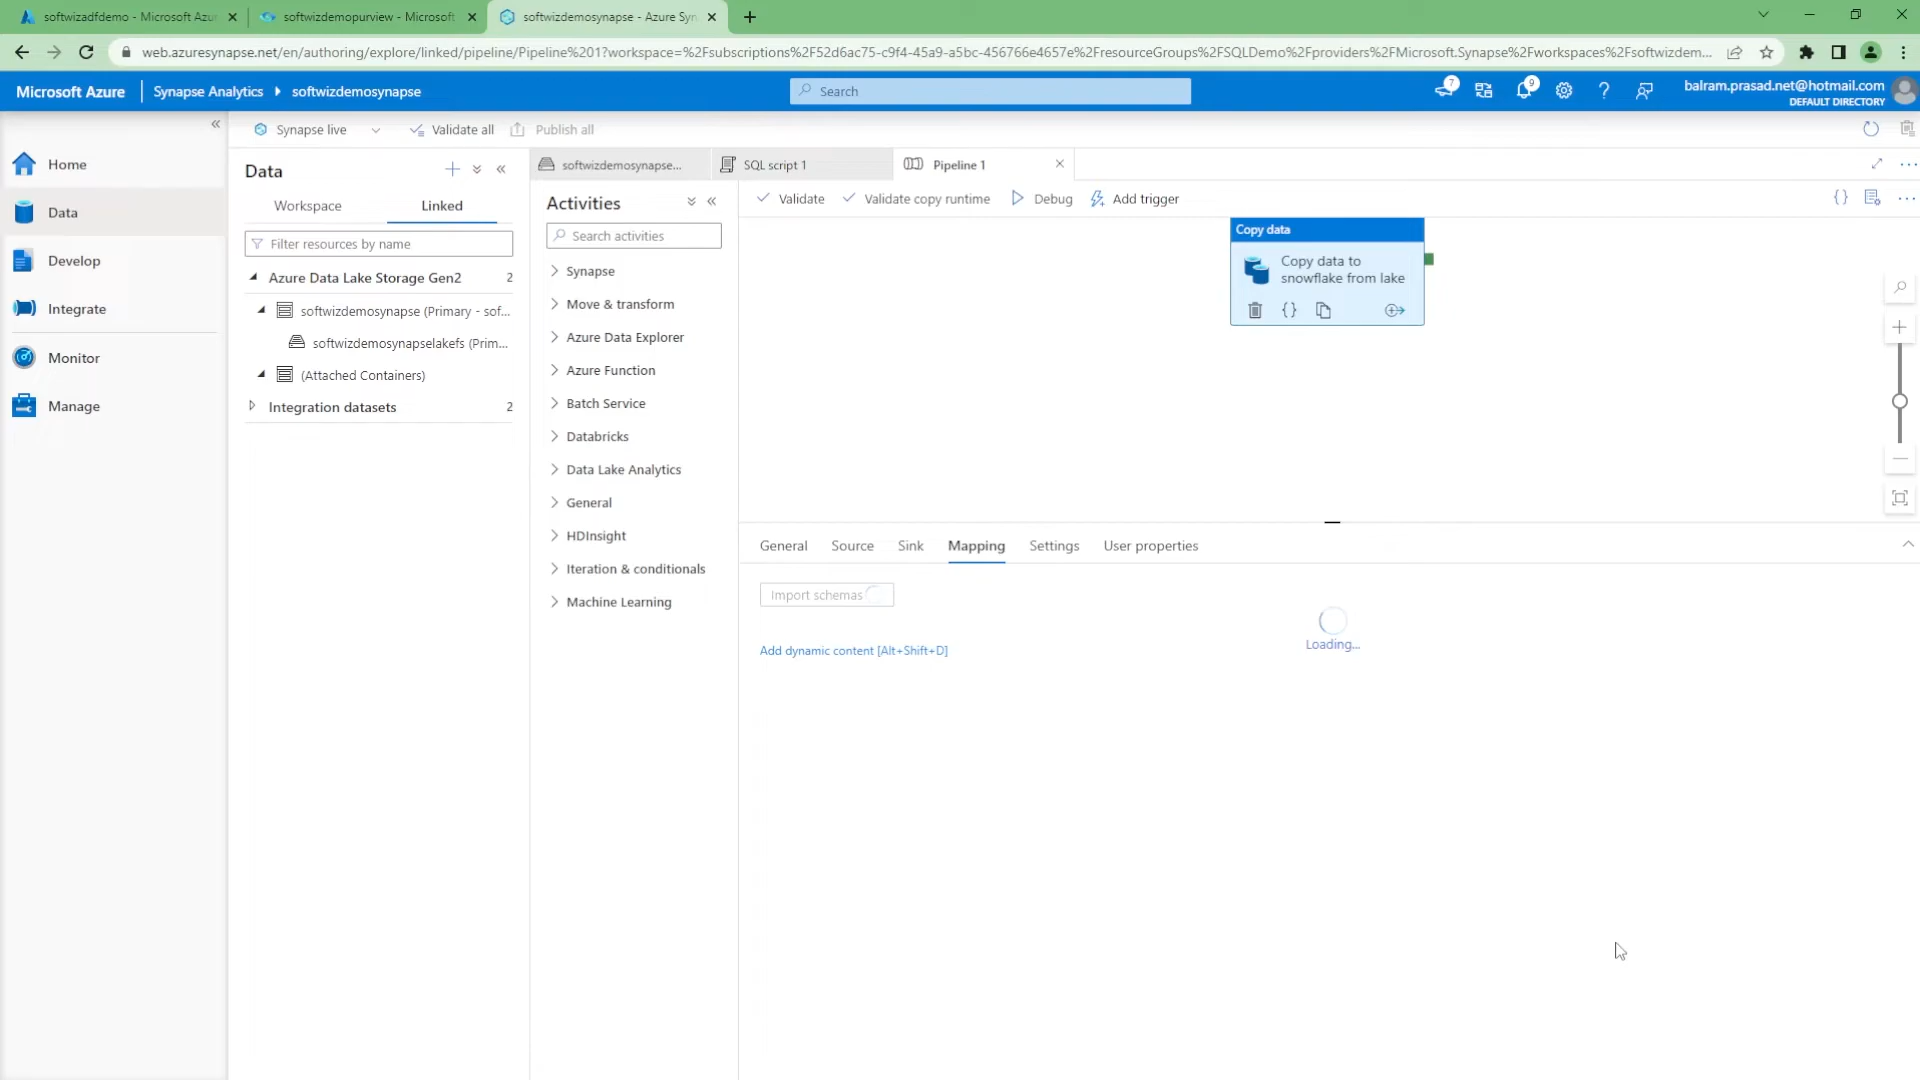 softwizadfdemo - Microsoft Azu
softwizdemopurview - Microsoft
softwizdemosynapse - Azure Syn
web.azuresynapse.net/en/authoring/explore/linked/pipeline/Pipeline%201?workspace=%2Fsubscriptions%2F52d6ac75-c9f4-45a9-a5bc-456766e4657e%2FresourceGroups%2FSQLDemo%2Fproviders%2FMicrosoft.Synapse%2Fworkspaces%2Fsoftwizdem...
Microsoft Azure
Synapse Analytics
softwizdemosynapse
Search
7
9
balram.prasad.net@hotmail.com
DEFAULT DIRECTORY
Synapse live
Validate all
Publish all
Home
Data
Develop
Integrate
Monitor
Manage
Data
Workspace
Linked
Filter resources by name
Azure Data Lake Storage Gen2
2
softwizdemosynapse (Primary - sof...
softwizdemosynapselakefs (Prim...
(Attached Containers)
Integration datasets
2
softwizdemosynapse...
SQL script 1
Pipeline 1
Activities
Search activities
Synapse
Move & transform
Azure Data Explorer
Azure Function
Batch Service
Databricks
Data Lake Analytics
General
HDInsight
Iteration & conditionals
Machine Learning
Validate
Validate copy runtime
Debug
Add trigger
Copy data
Copy data to
snowflake from lake
General
Source
Sink
Mapping
Settings
User properties
Import schemas
Loading...
Add dynamic content [Alt+Shift+D]